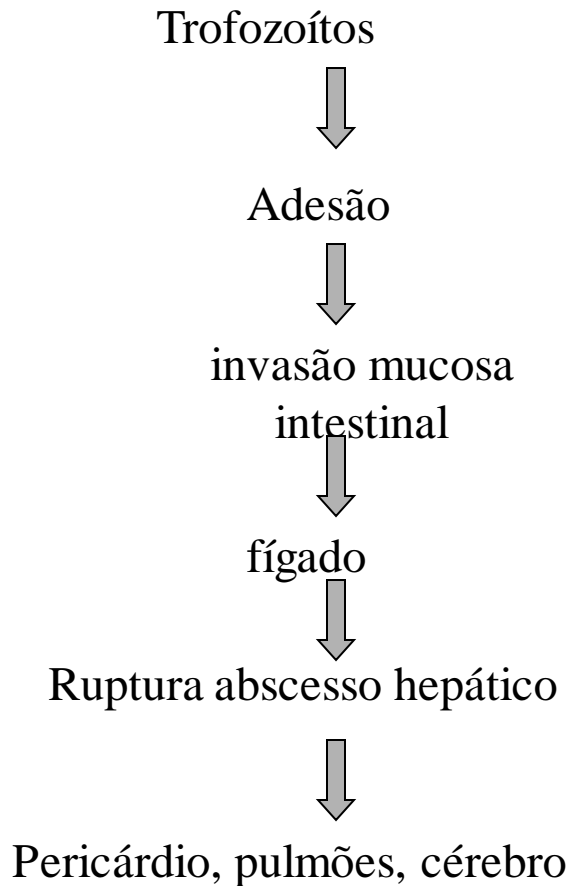 Trofozoítos
Adesão
invasão mucosa
intestinal
fígado
Ruptura abscesso hepático
Pericárdio, pulmões, cérebro